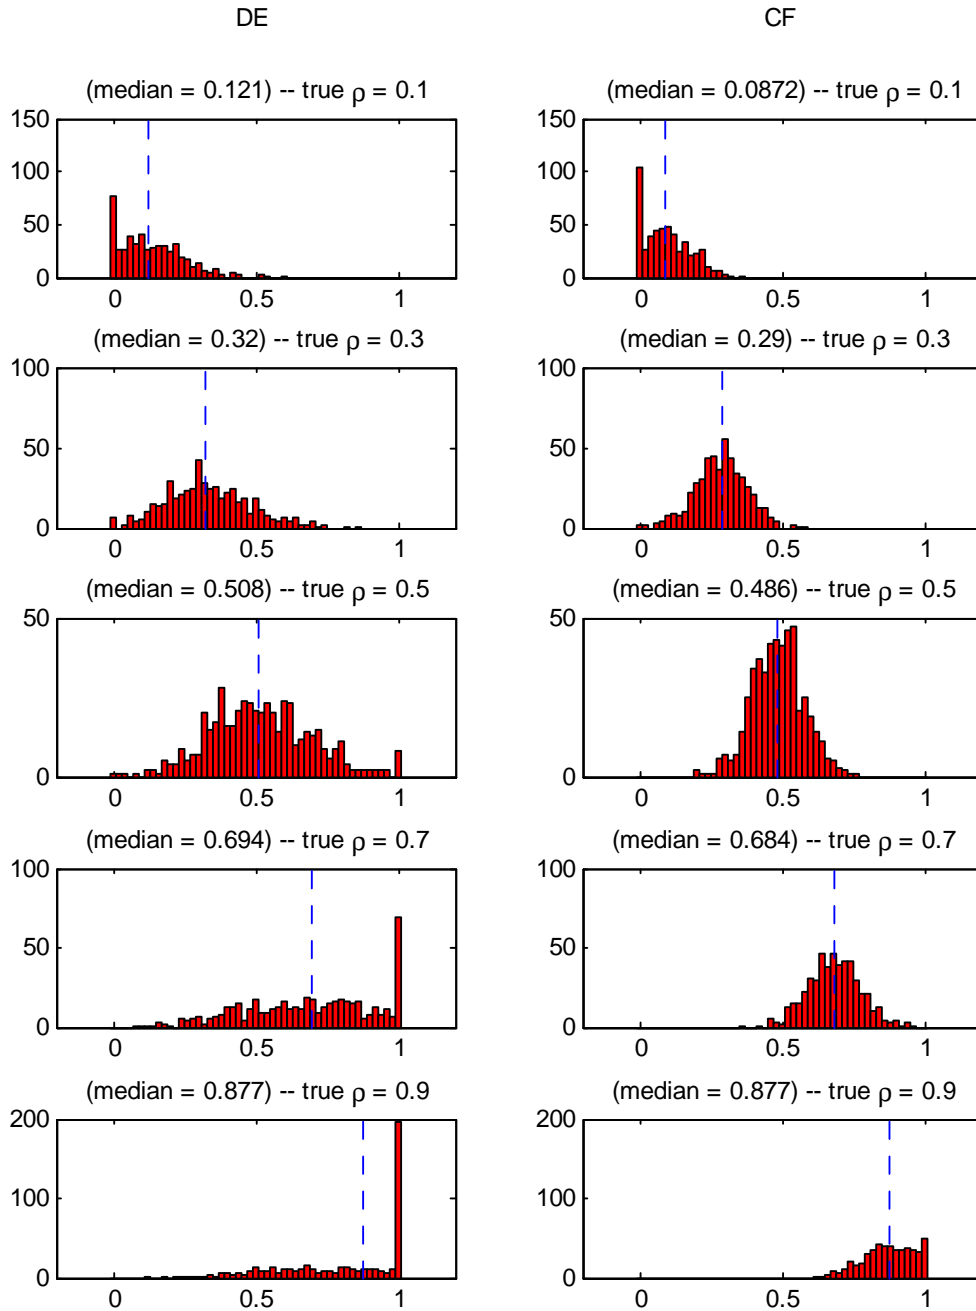 DE CF
(median = 0.121) -- true ρ = 0.1 (median = 0.0872) -- true ρ = 0.1
150 150
100 100
50 50
0 0
0 0.5 1 0 0.5 1
(median = 0.32) -- true ρ = 0.3 (median = 0.29) -- true ρ = 0.3
100 100
50 50
0 0
0 0.5 1 0 0.5 1
(median = 0.508) -- true ρ = 0.5 (median = 0.486) -- true ρ = 0.5
50 50
0 0
0 0.5 1 0 0.5 1
(median = 0.694) -- true ρ = 0.7 (median = 0.684) -- true ρ = 0.7
100 100
50 50
0 0
0 0.5 1 0 0.5 1
(median = 0.877) -- true ρ = 0.9 (median = 0.877) -- true ρ = 0.9
200 200
100 100
0 0
0 0.5 1 0 0.5 1